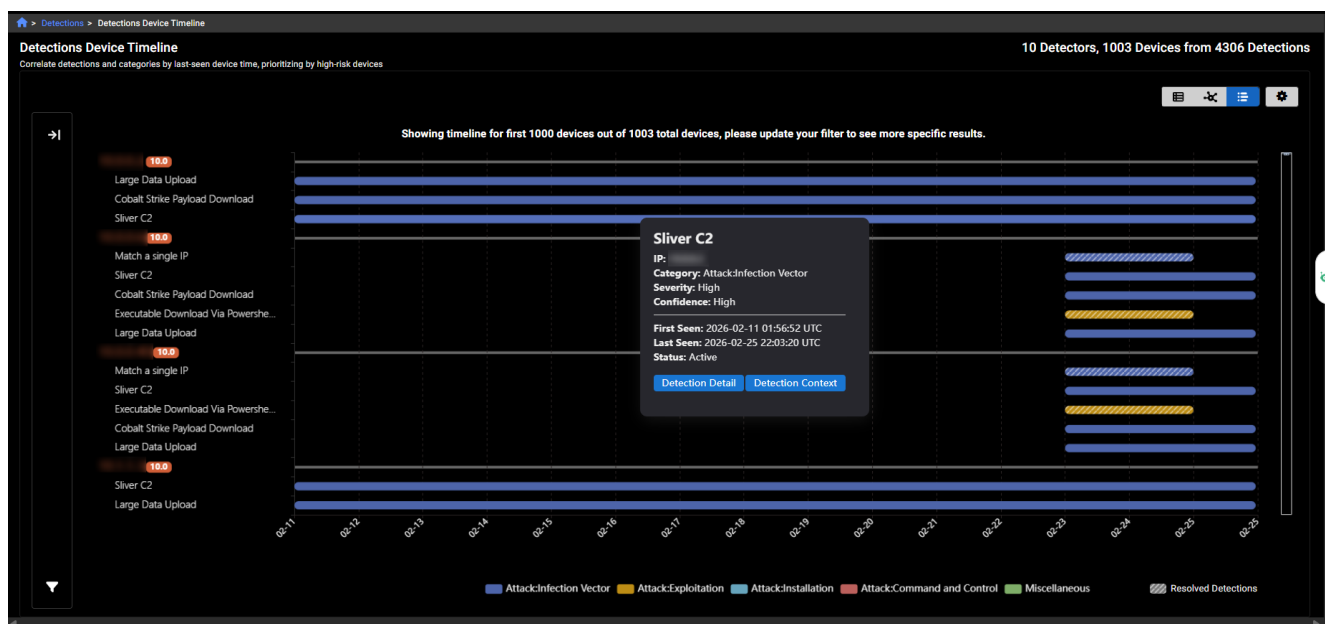 > Detections > Detections Device Timeline
Detections Device Timeline
10 Detectors, 1003 Devices from 4306 Detections
Correlate detections and categories by last-seen device time, prioritizing by high-risk devices
Showing timeline for first 1000 devices out of 1003 total devices, please update your filter to see more specific results.
10.0
Large Data Upload
Cobalt Strike Payload Download
Sliver C2
10.0
Match a single IP
Sliver C2
Cobalt Strike Payload Download
Executable Download Via Powershe...
Large Data Upload
10.0
Match a single IP
Sliver C2
Executable Download Via Powershe...
Cobalt Strike Payload Download
Large Data Upload
10.0
Sliver C2
Large Data Upload
Sliver C2
IP:
Category: Attack:Infection Vector
Severity: High
Confidence: High
First Seen: 2026-02-11 01:56:52 UTC
Last Seen: 2026-02-25 22:03:20 UTC
Status: Active
Detection Detail Detection Context
02-11 02-12 02-13 02-14 02-15 02-16 02-17 02-18 02-19 02-20 02-21 02-22 02-23 02-24 02-25 02-25
Attack:Infection Vector Attack:Exploitation Attack:Installation Attack:Command and Control Miscellaneous Resolved Detections